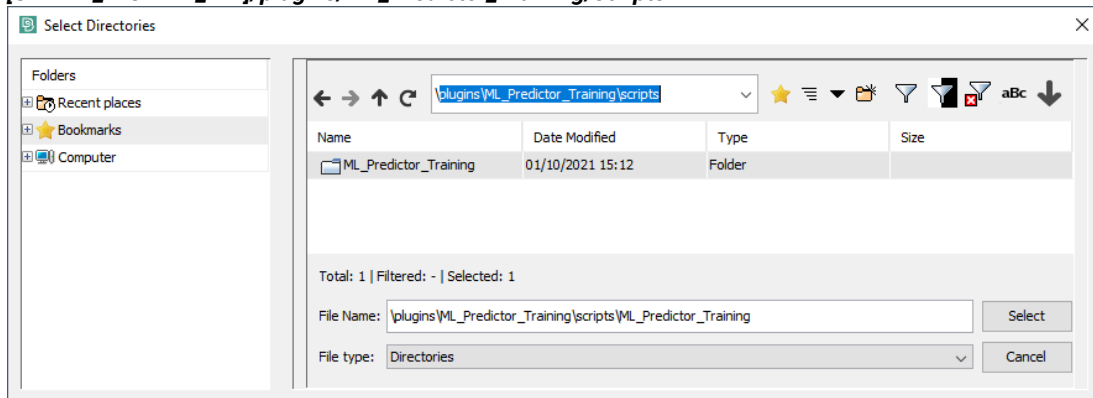 Select Directories
Folders
Recent places
Bookmarks
Computer
\plugins\ML_Predictor_Training\scripts
aBc
Name Date Modified Type Size
ML_Predictor_Training 01/10/2021 15:12 Folder
Total: 1 | Filtered: - | Selected: 1
File Name: \plugins\ML_Predictor_Training\scripts\ML_Predictor_Training Select
File type: Directories Cancel